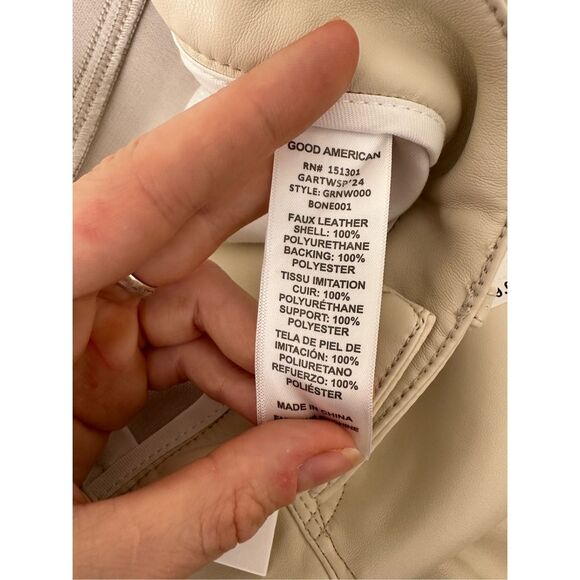 GOOD AMERICAN
RN# 151301
GARTWSP'24
STYLE: GRNW000
BONE001
FAUX LEATHER
SHELL: 100%
POLYURETHANE
BACKING: 100%
POLYESTER
TISSU IMITATION
CUIR: 100%
POLYURÉTHANE
SUPPORT: 100%
POLYESTER
TELA DE PIEL DE
IMITACIÓN: 100%
POLIURETANO
REFUERZO: 100%
POLIÉSTER
MADE IN CHINA